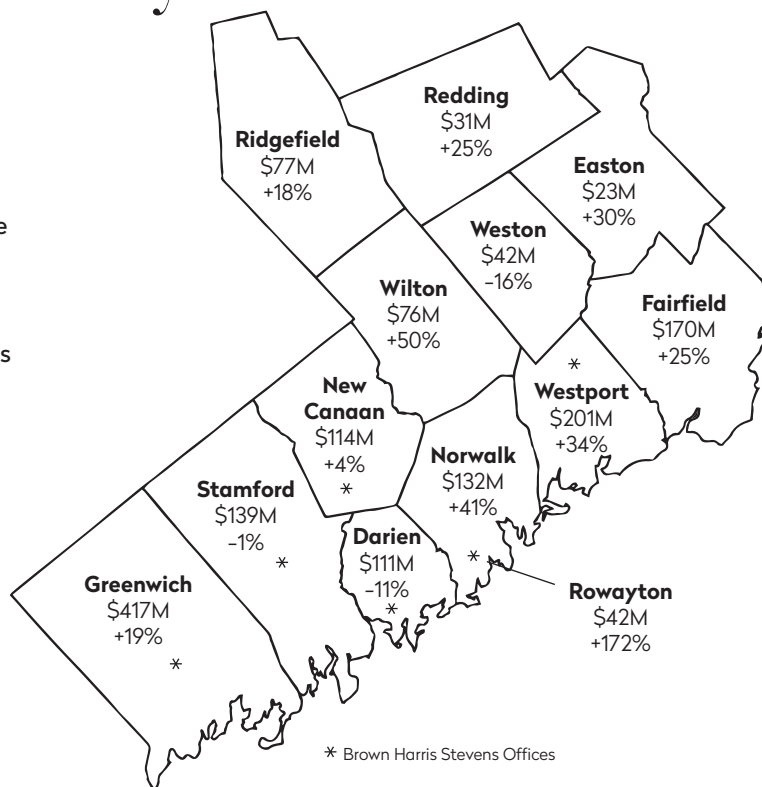 Redding
$31M
+25%
Ridgefield
$77M
+18%
Easton
$23M
+30%
Weston
$42M
-16%
Wilton
$76M
+50%
Fairfield
$170M
+25%
New
Canaan
$114M
+4%
*
*
Westport
$201M
+34%
Norwalk
$132M
+41%
*
Stamford
$139M
-1%
*
Darien
$111M
-11%
*
Greenwich
$417M
+19%
*
Rowayton
$42M
+172%
* Brown Harris Stevens Offices